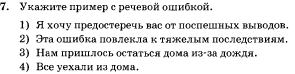 7. Укажите пример с речевой ошибкой.
1) Я хочу предостеречь вас от поспешных выводов.
2) Эта ошибка повлекла к тяжелым последствиям.
3) Нам пришлось остаться дома из-за дождя.
4) Все уехали из дома.